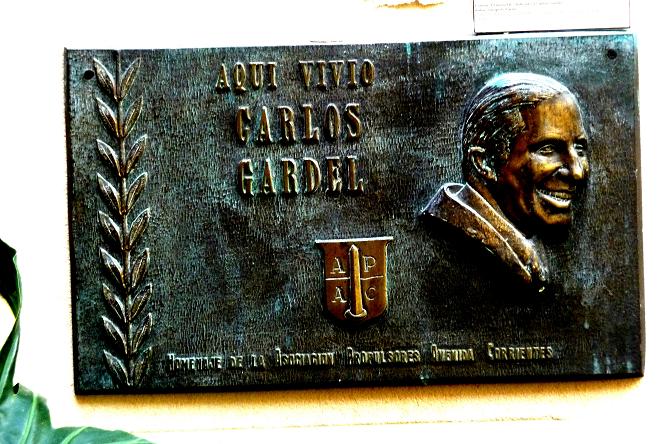 AQUI VIVIO
CARLOS
GARDEL
A P
A C
HOMENAJE DE LA ASOCIACION PROPULSORES AVENIDA CORRIENTES